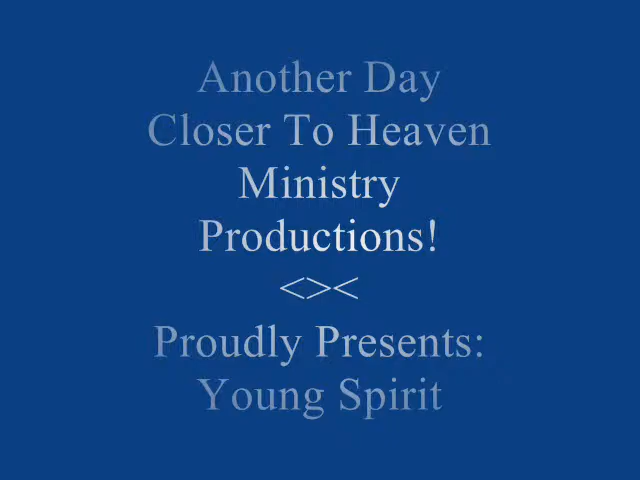 Another Day
Closer To Heaven
Ministry
Productions!
<><
Proudly Presents:
Young Spirit